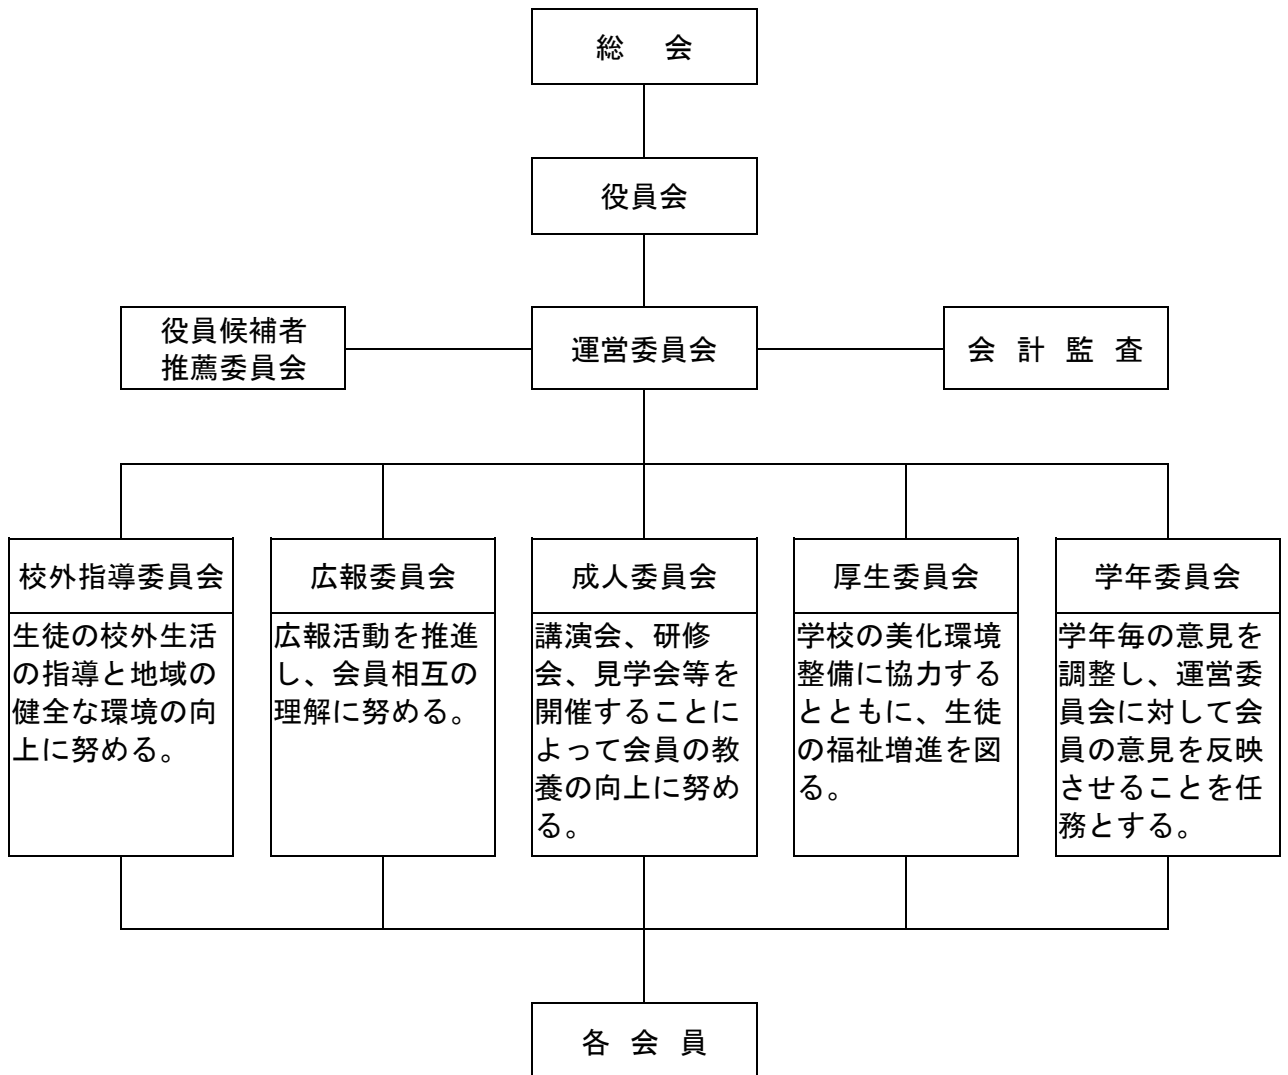 総 会
役員会
役員候補者
推薦委員会
運営委員会
会 計 監 査
校外指導委員会
生徒の校外生活
の指導と地域の
健全な環境の向
上に努める。
広報委員会
広報活動を推進
し、会員相互の
理解に努める。
成人委員会
講演会、研修
会、見学会等を
開催することに
よって会員の教
養の向上に努め
る。
厚生委員会
学校の美化環境
整備に協力する
とともに、生徒
の福祉増進を図
る。
学年委員会
学年毎の意見を
調整し、運営委
員会に対して会
員の意見を反映
させることを任
務とする。
各 会 員